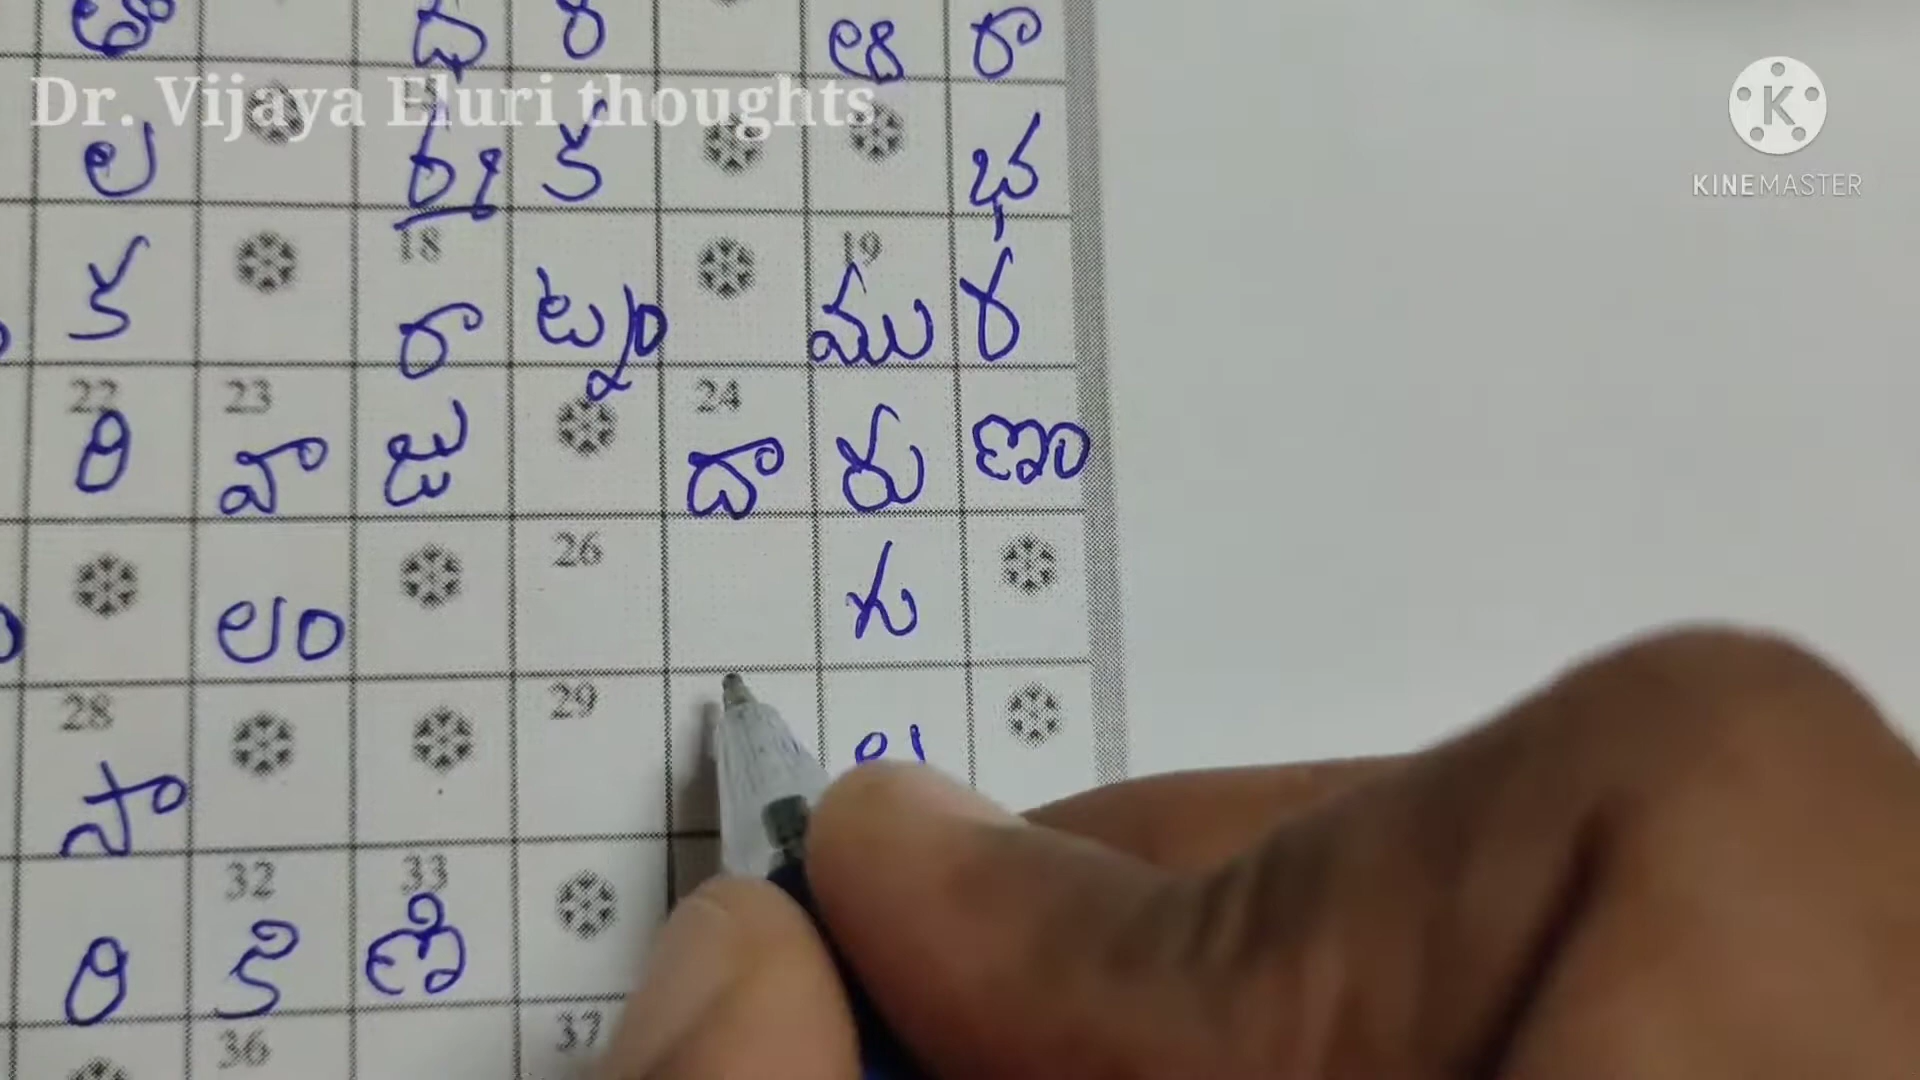 ద ర ఆ రా
Dr. Vijaya Eluri thoughts
K
KINEMASTER
ల ఈ క భ
18 19
క రా ట్నం ము ర
22 23 24
రి వా జు దా రు ణం
26
లం గు
28 29
సా
32 33
రి కి ణి
36 37